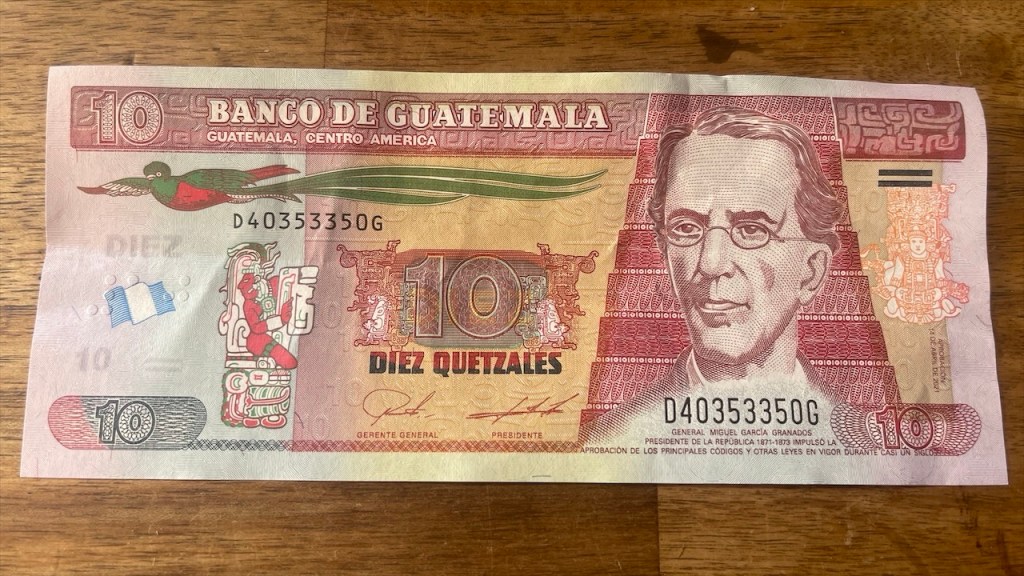 10 BANCO DE GUATEMALA
GUATEMALA, CENTRO AMERICA
D40353350G
DIEZ
10
10
DIEZ QUETZALES
GERENTE GENERAL PRESIDENTE
D40353350G
GENERAL MIGUEL GARCÍA GRANADOS
PRESIDENTE DE LA REPÚBLICA 1871-1873 IMPULSÓ LA
APROBACIÓN DE LOS PRINCIPALES CÓDIGOS Y OTRAS LEYES EN VIGOR DURANTE CASI UN SIGLO
10
10